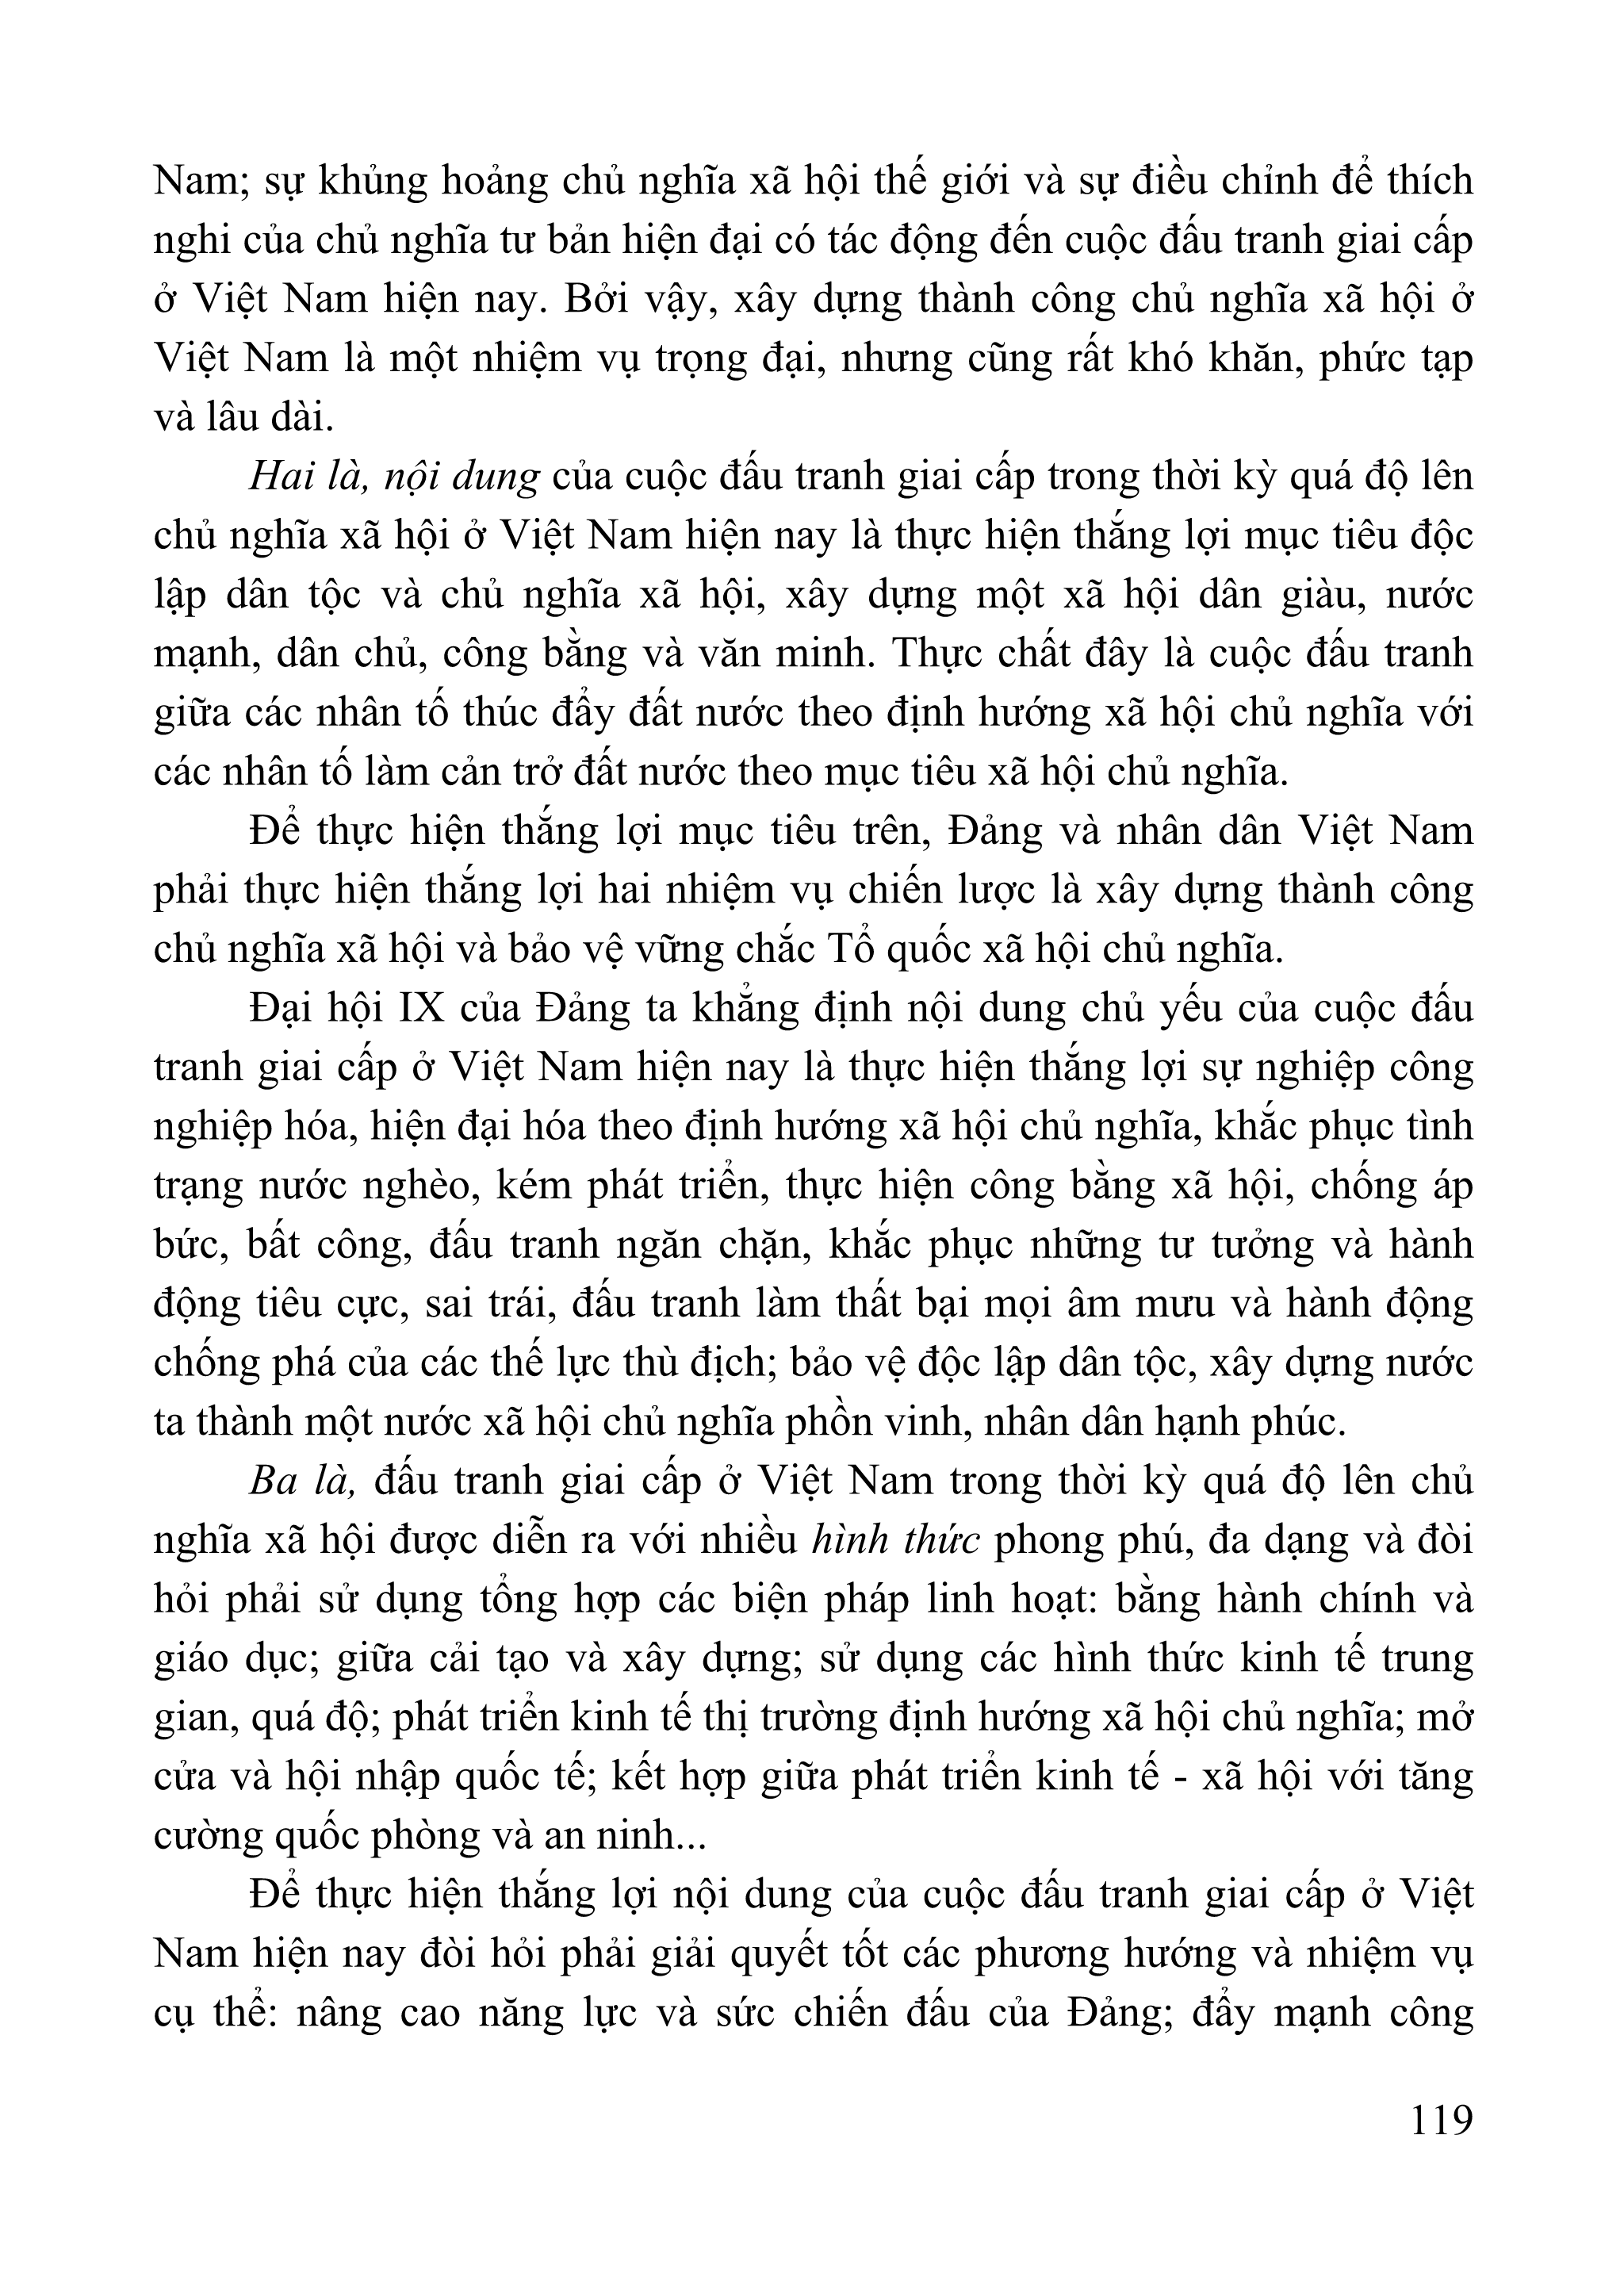 Nam; sự khủng hoảng chủ nghĩa xã hội thế giới và sự điều chỉnh để thích
nghi của chủ nghĩa tư bản hiện đại có tác động đến cuộc đấu tranh giai cấp
ở Việt Nam hiện nay. Bởi vậy, xây dựng thành công chủ nghĩa xã hội ở
Việt Nam là một nhiệm vụ trọng đại, nhưng cũng rất khó khăn, phức tạp
và lâu dài.
Hai là, nội dung của cuộc đấu tranh giai cấp trong thời kỳ quá độ lên
chủ nghĩa xã hội ở Việt Nam hiện nay là thực hiện thắng lợi mục tiêu độc
lập dân tộc và chủ nghĩa xã hội, xây dựng một xã hội dân giàu, nước
mạnh, dân chủ, công bằng và văn minh. Thực chất đây là cuộc đấu tranh
giữa các nhân tố thúc đẩy đất nước theo định hướng xã hội chủ nghĩa với
các nhân tố làm cản trở đất nước theo mục tiêu xã hội chủ nghĩa.
Để thực hiện thắng lợi mục tiêu trên, Đảng và nhân dân Việt Nam
phải thực hiện thắng lợi hai nhiệm vụ chiến lược là xây dựng thành công
chủ nghĩa xã hội và bảo vệ vững chắc Tổ quốc xã hội chủ nghĩa.
Đại hội IX của Đảng ta khẳng định nội dung chủ yếu của cuộc đấu
tranh giai cấp ở Việt Nam hiện nay là thực hiện thắng lợi sự nghiệp công
nghiệp hóa, hiện đại hóa theo định hướng xã hội chủ nghĩa, khắc phục tình
trạng nước nghèo, kém phát triển, thực hiện công bằng xã hội, chống áp
bức, bất công, đấu tranh ngăn chặn, khắc phục những tư tưởng và hành
động tiêu cực, sai trái, đấu tranh làm thất bại mọi âm mưu và hành động
chống phá của các thế lực thù địch; bảo vệ độc lập dân tộc, xây dựng nước
ta thành một nước xã hội chủ nghĩa phồn vinh, nhân dân hạnh phúc.
Ba là, đấu tranh giai cấp ở Việt Nam trong thời kỳ quá độ lên chủ
nghĩa xã hội được diễn ra với nhiều hình thức phong phú, đa dạng và đòi
hỏi phải sử dụng tổng hợp các biện pháp linh hoạt: bằng hành chính và
giáo dục; giữa cải tạo và xây dựng; sử dụng các hình thức kinh tế trung
gian, quá độ; phát triển kinh tế thị trường định hướng xã hội chủ nghĩa; mở
cửa và hội nhập quốc tế; kết hợp giữa phát triển kinh tế - xã hội với tăng
cường quốc phòng và an ninh...
Để thực hiện thắng lợi nội dung của cuộc đấu tranh giai cấp ở Việt
Nam hiện nay đòi hỏi phải giải quyết tốt các phương hướng và nhiệm vụ
cụ thể: nâng cao năng lực và sức chiến đấu của Đảng; đẩy mạnh công
119